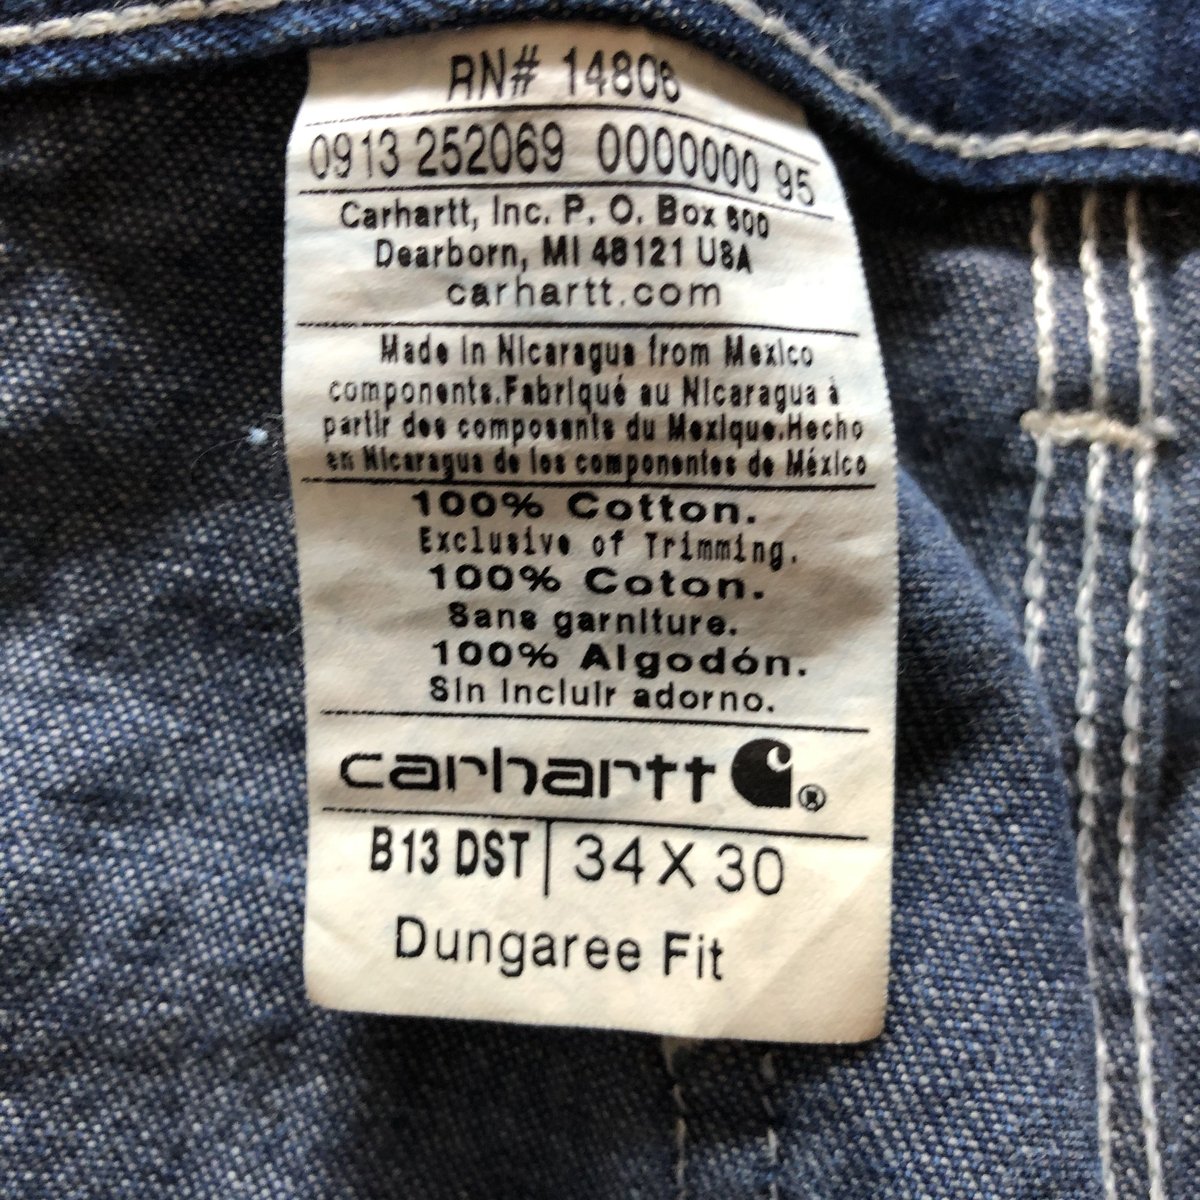 RN# 14806
0913 252069 0000000 95
Carhartt, Inc. P. O. Box 600
Dearborn, MI 48121 USA
carhartt.com
Made in Nicaragua from Mexico
components.Fabriqué au Nicaragua à
partir des composants du Mexique.Hecho
en Nicaragua de los componentes de México
100% Cotton.
Exclusive of Trimming.
100% Coton.
Sans garniture.
100% Algodón.
Sin incluir adorno.
carhartt ®
B13 DST 34 X 30
Dungaree Fit